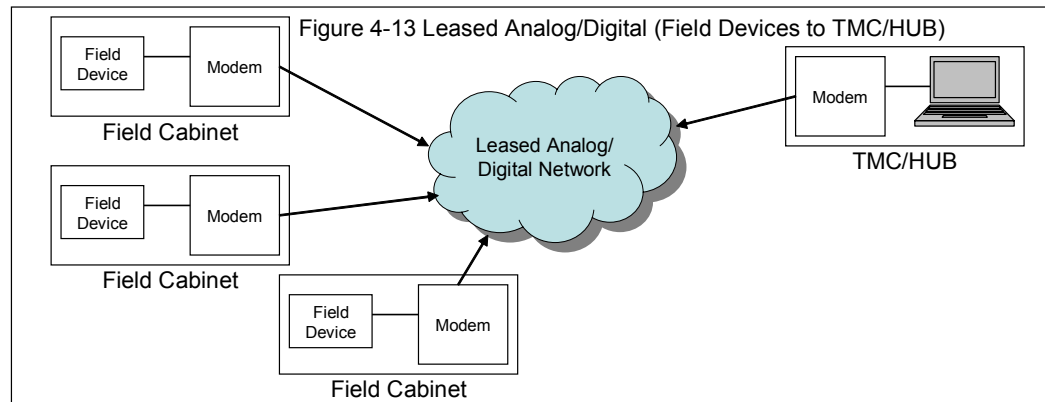 Figure 4-13 Leased Analog/Digital (Field Devices to TMC/HUB)
Field
Device
Modem
Field Cabinet
Field
Device
Modem
Field Cabinet
Field
Device
Modem
Field Cabinet
Leased Analog/
Digital Network
Modem
TMC/HUB